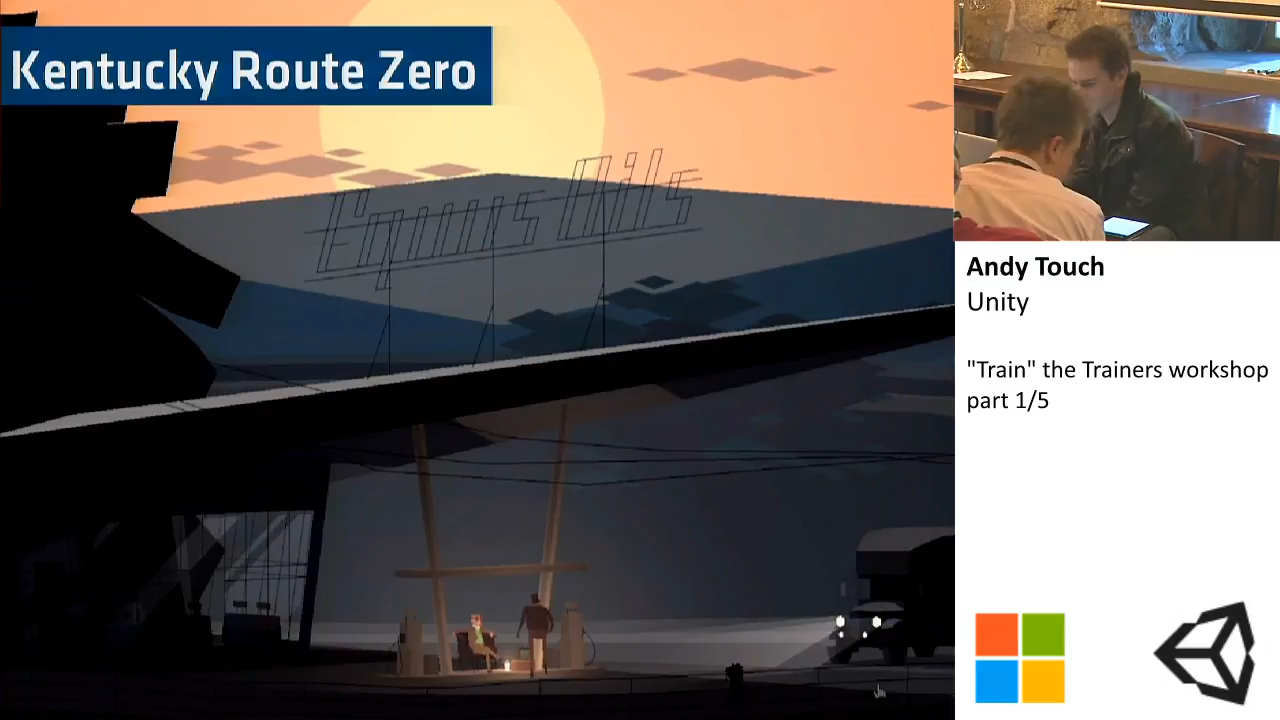 Kentucky Route Zero
Equus Oils
Andy Touch
Unity
"Train" the Trainers workshop
part 1/5